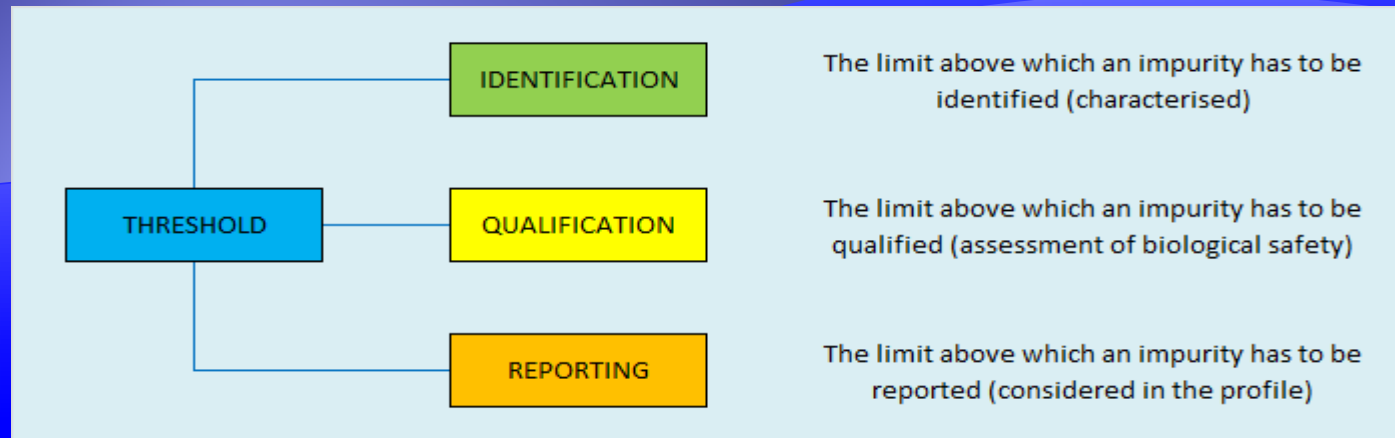 IDENTIFICATION
The limit above which an impurity has to be
identified (characterised)
THRESHOLD
QUALIFICATION
The limit above which an impurity has to be
qualified (assessment of biological safety)
REPORTING
The limit above which an impurity has to be
reported (considered in the profile)